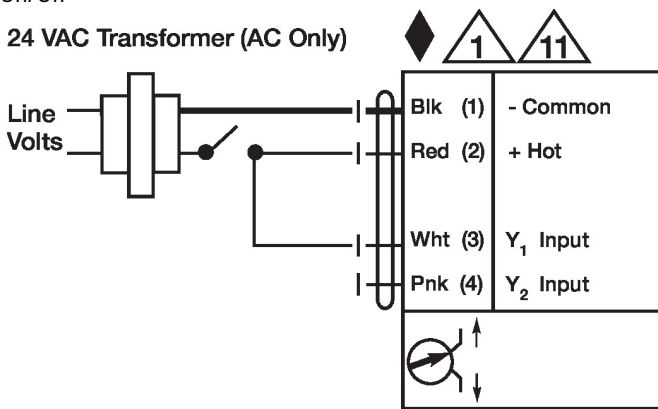 24 VAC Transformer (AC Only)
1
11
Line
Volts
Blk (1) - Common
Red (2) + Hot
Wht (3) Y1 Input
Pnk (4) Y2 Input